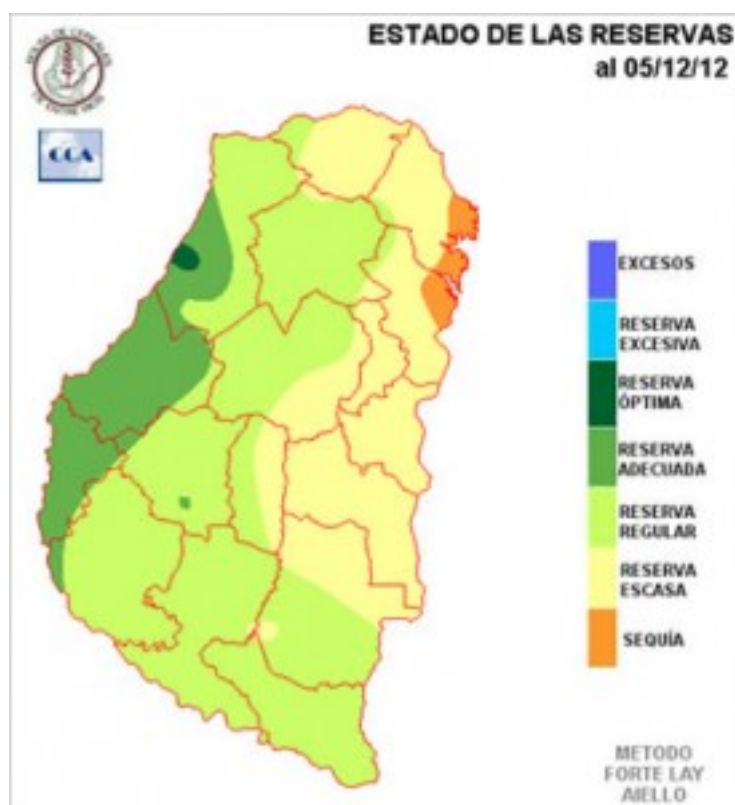 ESTADO DE LAS RESERVAS
al 05/12/12
CCA
EXCESOS
RESERVA
EXCESIVA
RESERVA
ÓPTIMA
RESERVA
ADECUADA
RESERVA
REGULAR
RESERVA
ESCASA
SEQUÍA
METODO
FORTE LAY
AIELLO